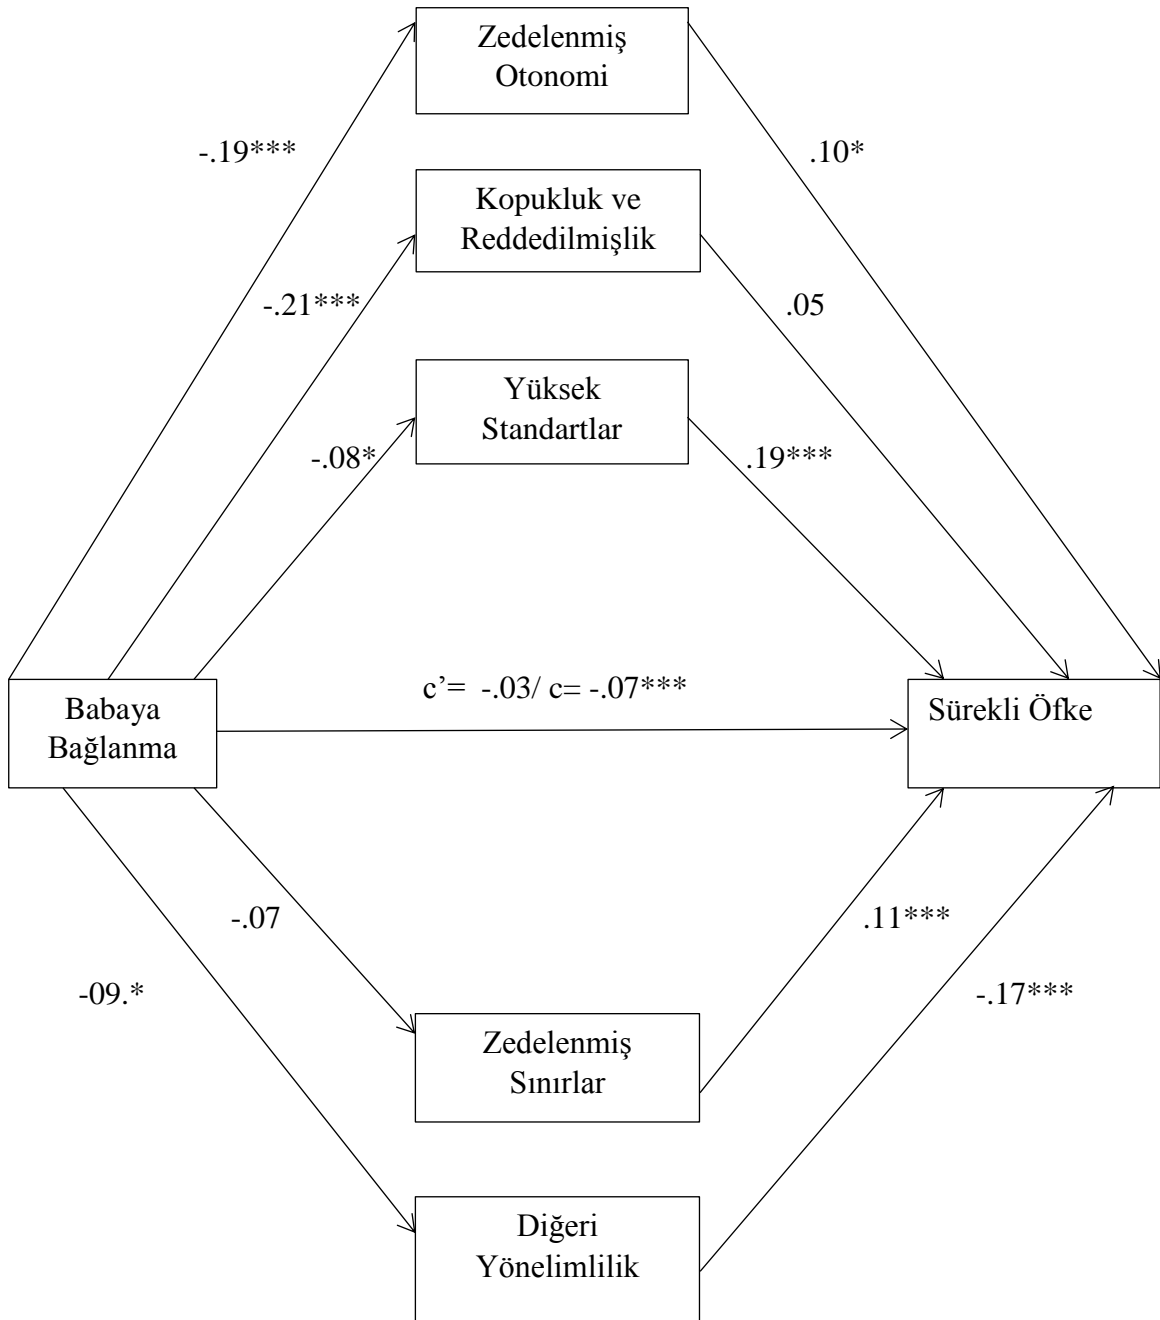 Zedelenmiş
Otonomi
-.19***
.10*
Kopukluk ve
Reddedilmişlik
-.21***
.05
Yüksek
Standartlar
-.08*
.19***
c’= -.03/ c= -.07***
Babaya
Bağlanma
Sürekli Öfke
-.07
.11***
-09.*
-.17***
Zedelenmiş
Sınırlar
Diğeri
Yönelimlilik